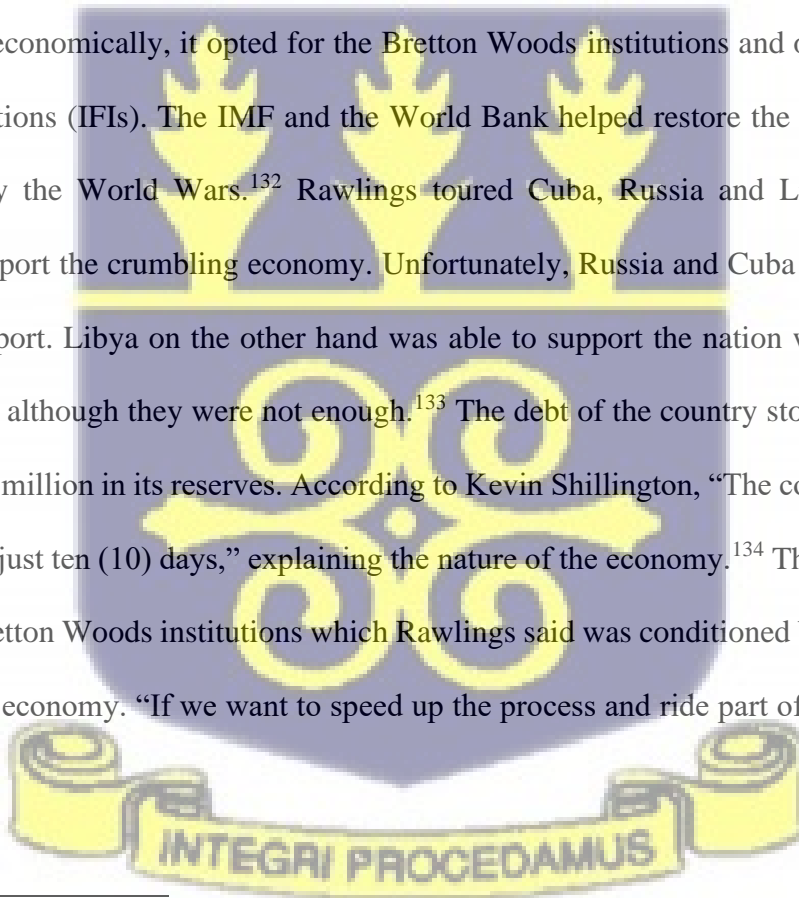 economically, it opted for the Bretton Woods institutions and
tions (IFIs). The IMF and the World Bank helped restore the
the World Wars.132 Rawlings toured Cuba, Russia and
port the crumbling economy. Unfortunately, Russia and Cuba
port. Libya on the other hand was able to support the nation
although they were not enough.133 The debt of the country
million in its reserves. According to Kevin Shillington, “The
just ten (10) days,” explaining the nature of the economy.134
etton Woods institutions which Rawlings said was conditioned
economy. “If we want to speed up the process and ride part of
INTEGRI PROCEDAMUS